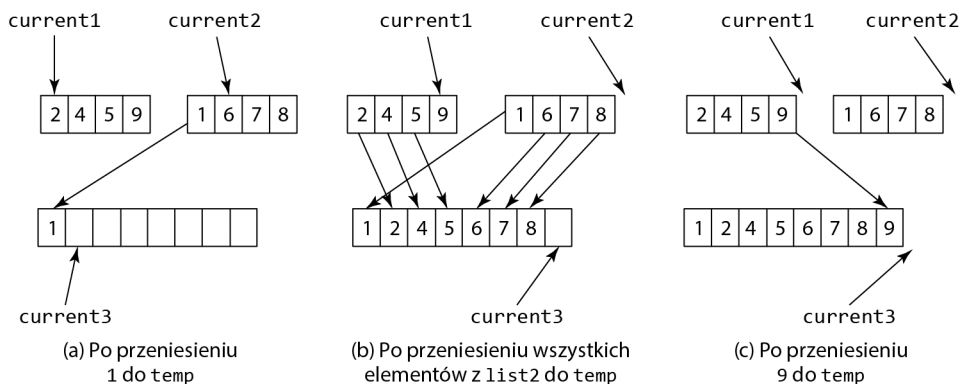 current1 current2 current1 current2 current1 current2
2 4 5 9 1 6 7 8 2 4 5 9 1 6 7 8 2 4 5 9 1 6 7 8
1 1 2 4 5 6 7 8 1 2 4 5 6 7 8 9
current3 current3 current3
(a) Po przeniesieniu (b) Po przeniesieniu wszystkich (c) Po przeniesieniu
1 do temp elementów z list2 do temp 9 do temp